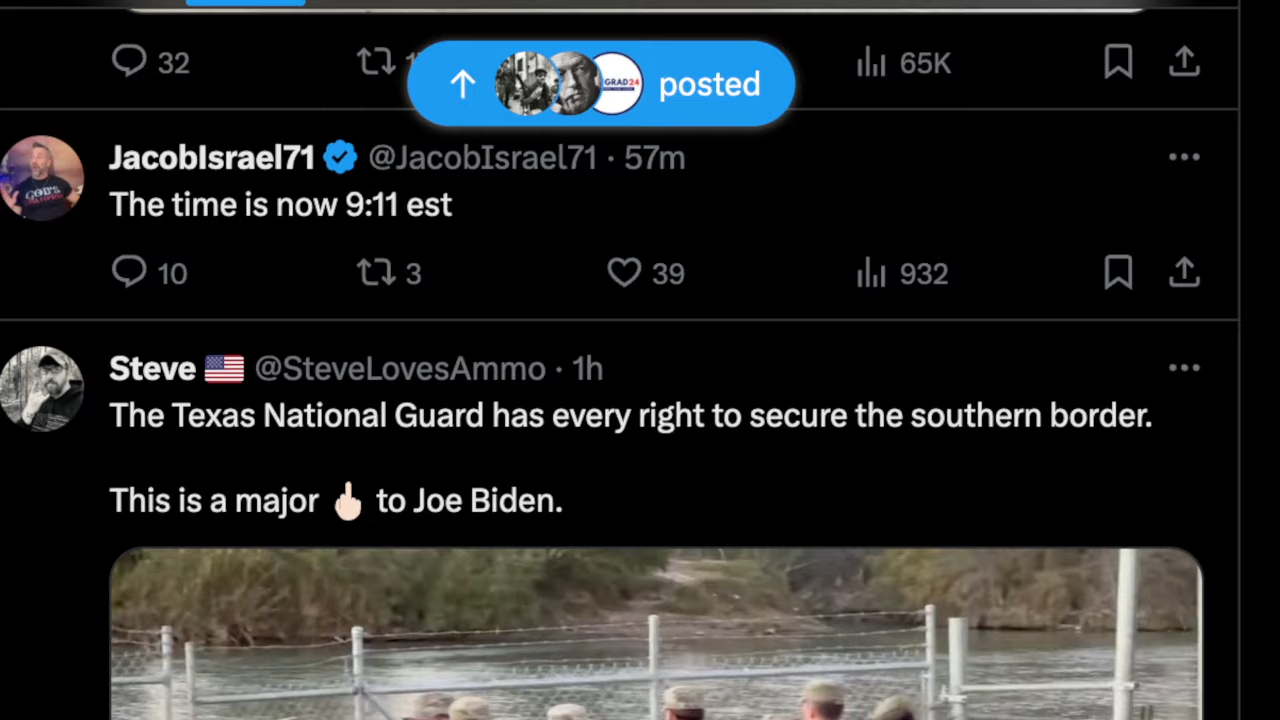 32
65K
GRAD24
posted
JacobIsrael71 @JacobIsrael71 · 57m
The time is now 9:11 est
10 3 39 932
Steve 🇺🇸 @SteveLovesAmmo · 1h
The Texas National Guard has every right to secure the southern border.
This is a major 🖕🏻 to Joe Biden.